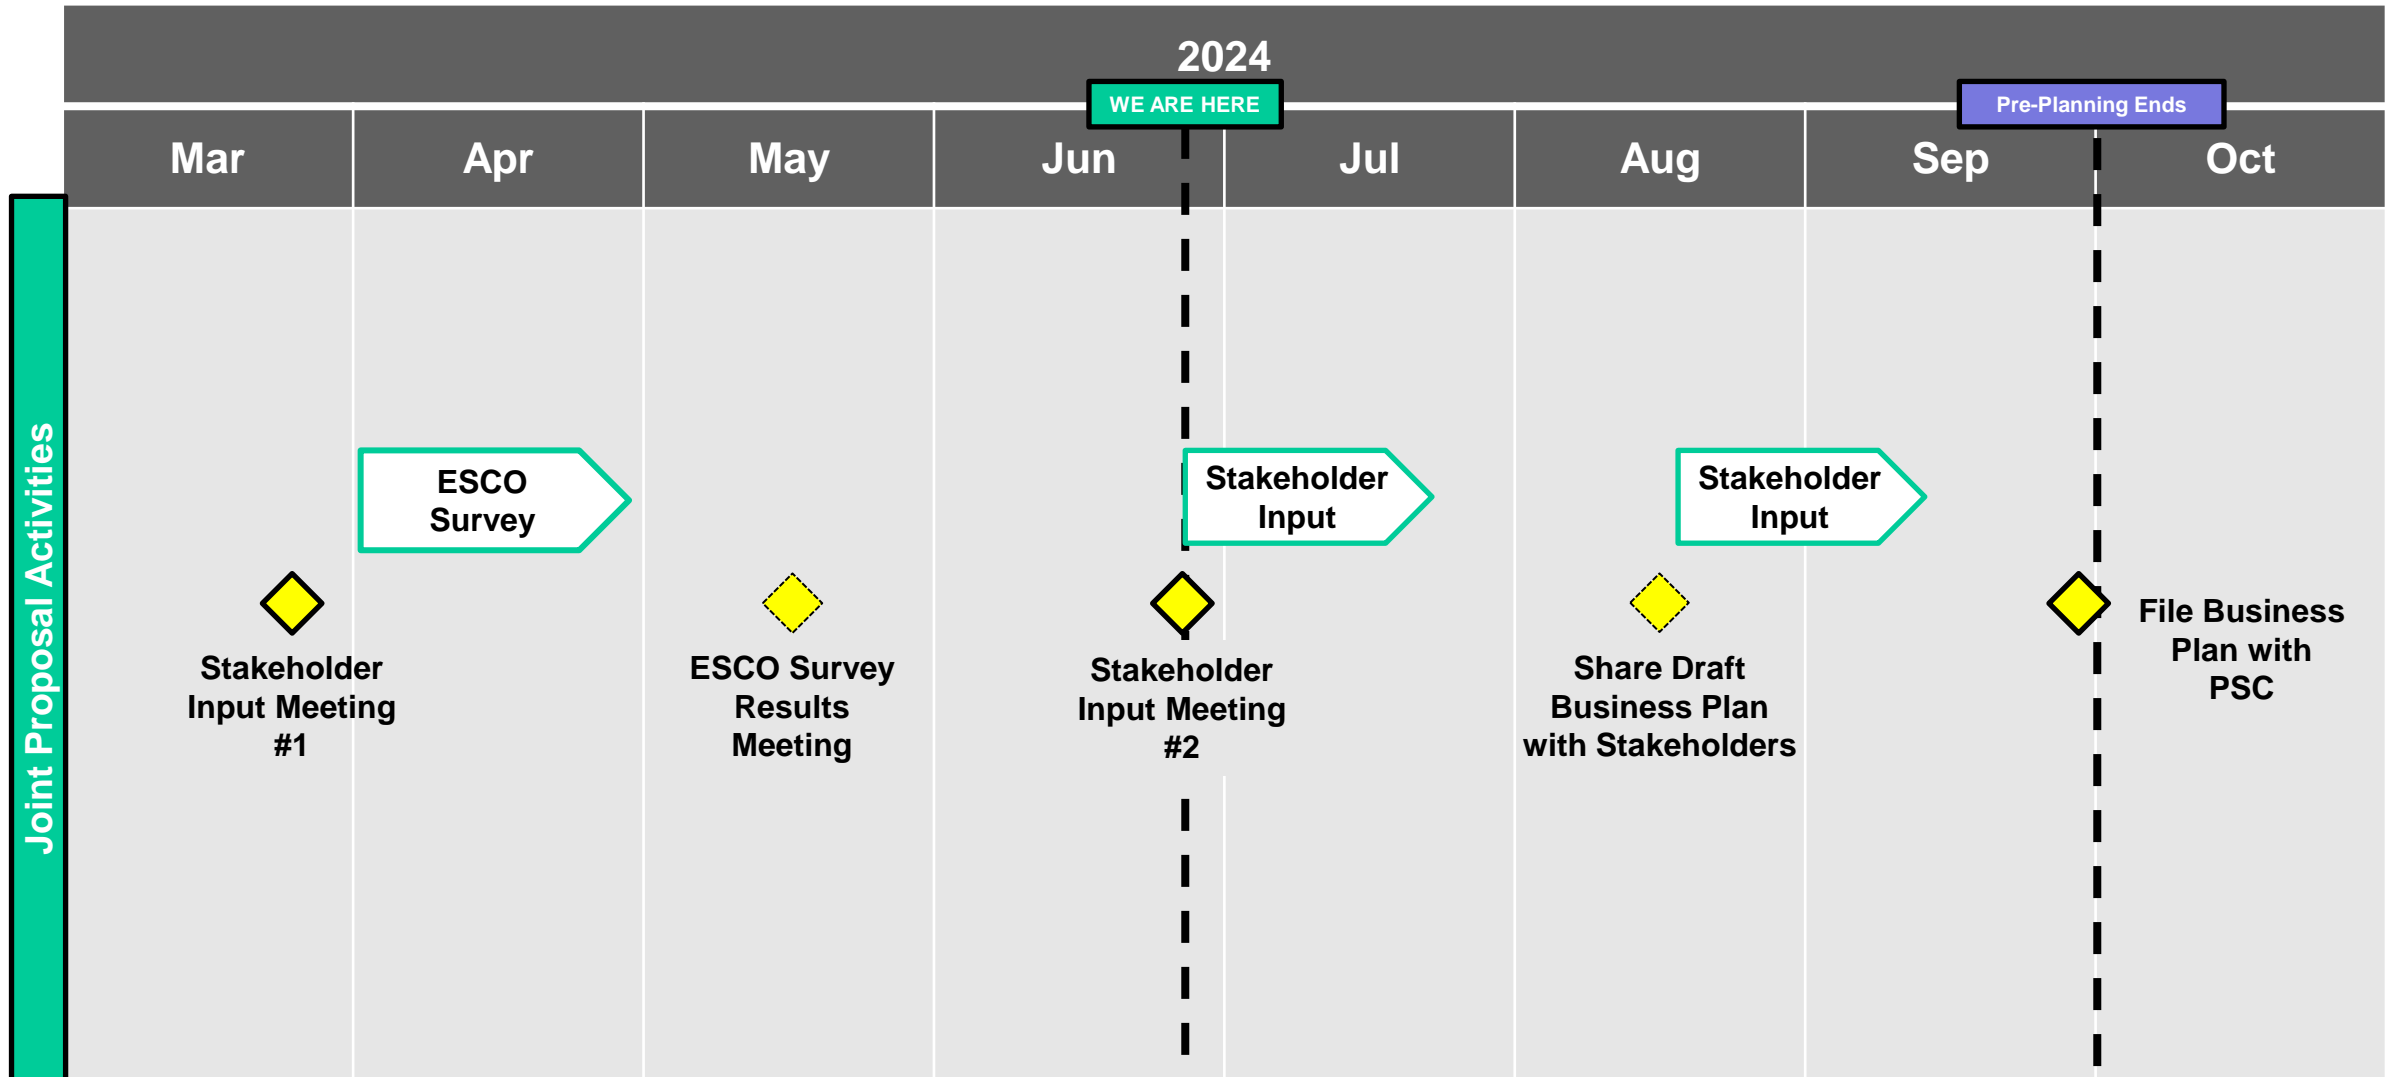 2024
WE ARE HERE
Pre-Planning Ends
Mar
Apr
May
Jun
Jul
Aug
Sep
Oct
Joint Proposal Activities
ESCO
Survey
Stakeholder
Input
Stakeholder
Input
Stakeholder
Input Meeting
#1
ESCO Survey
Results
Meeting
Stakeholder
Input Meeting
#2
Share Draft
Business Plan
with Stakeholders
File Business
Plan with
PSC